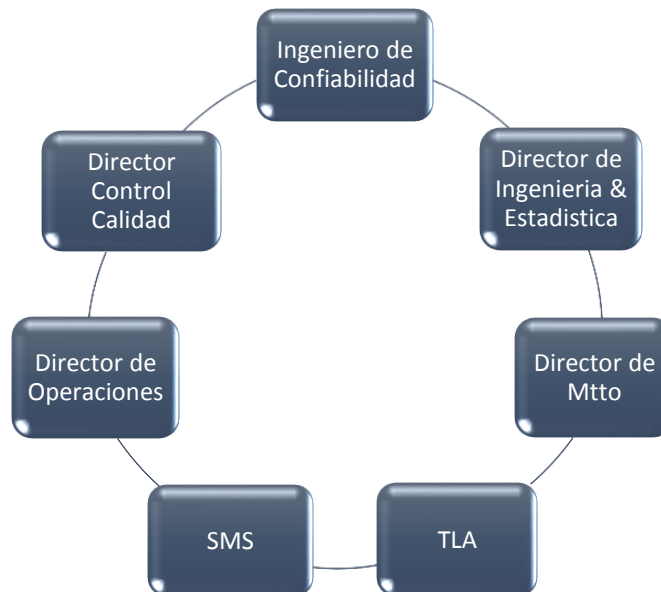 Ingeniero de
Confiabilidad
Director de
Ingenieria &
Estadistica
Director de
Mtto
TLA
SMS
Director de
Operaciones
Director
Control
Calidad